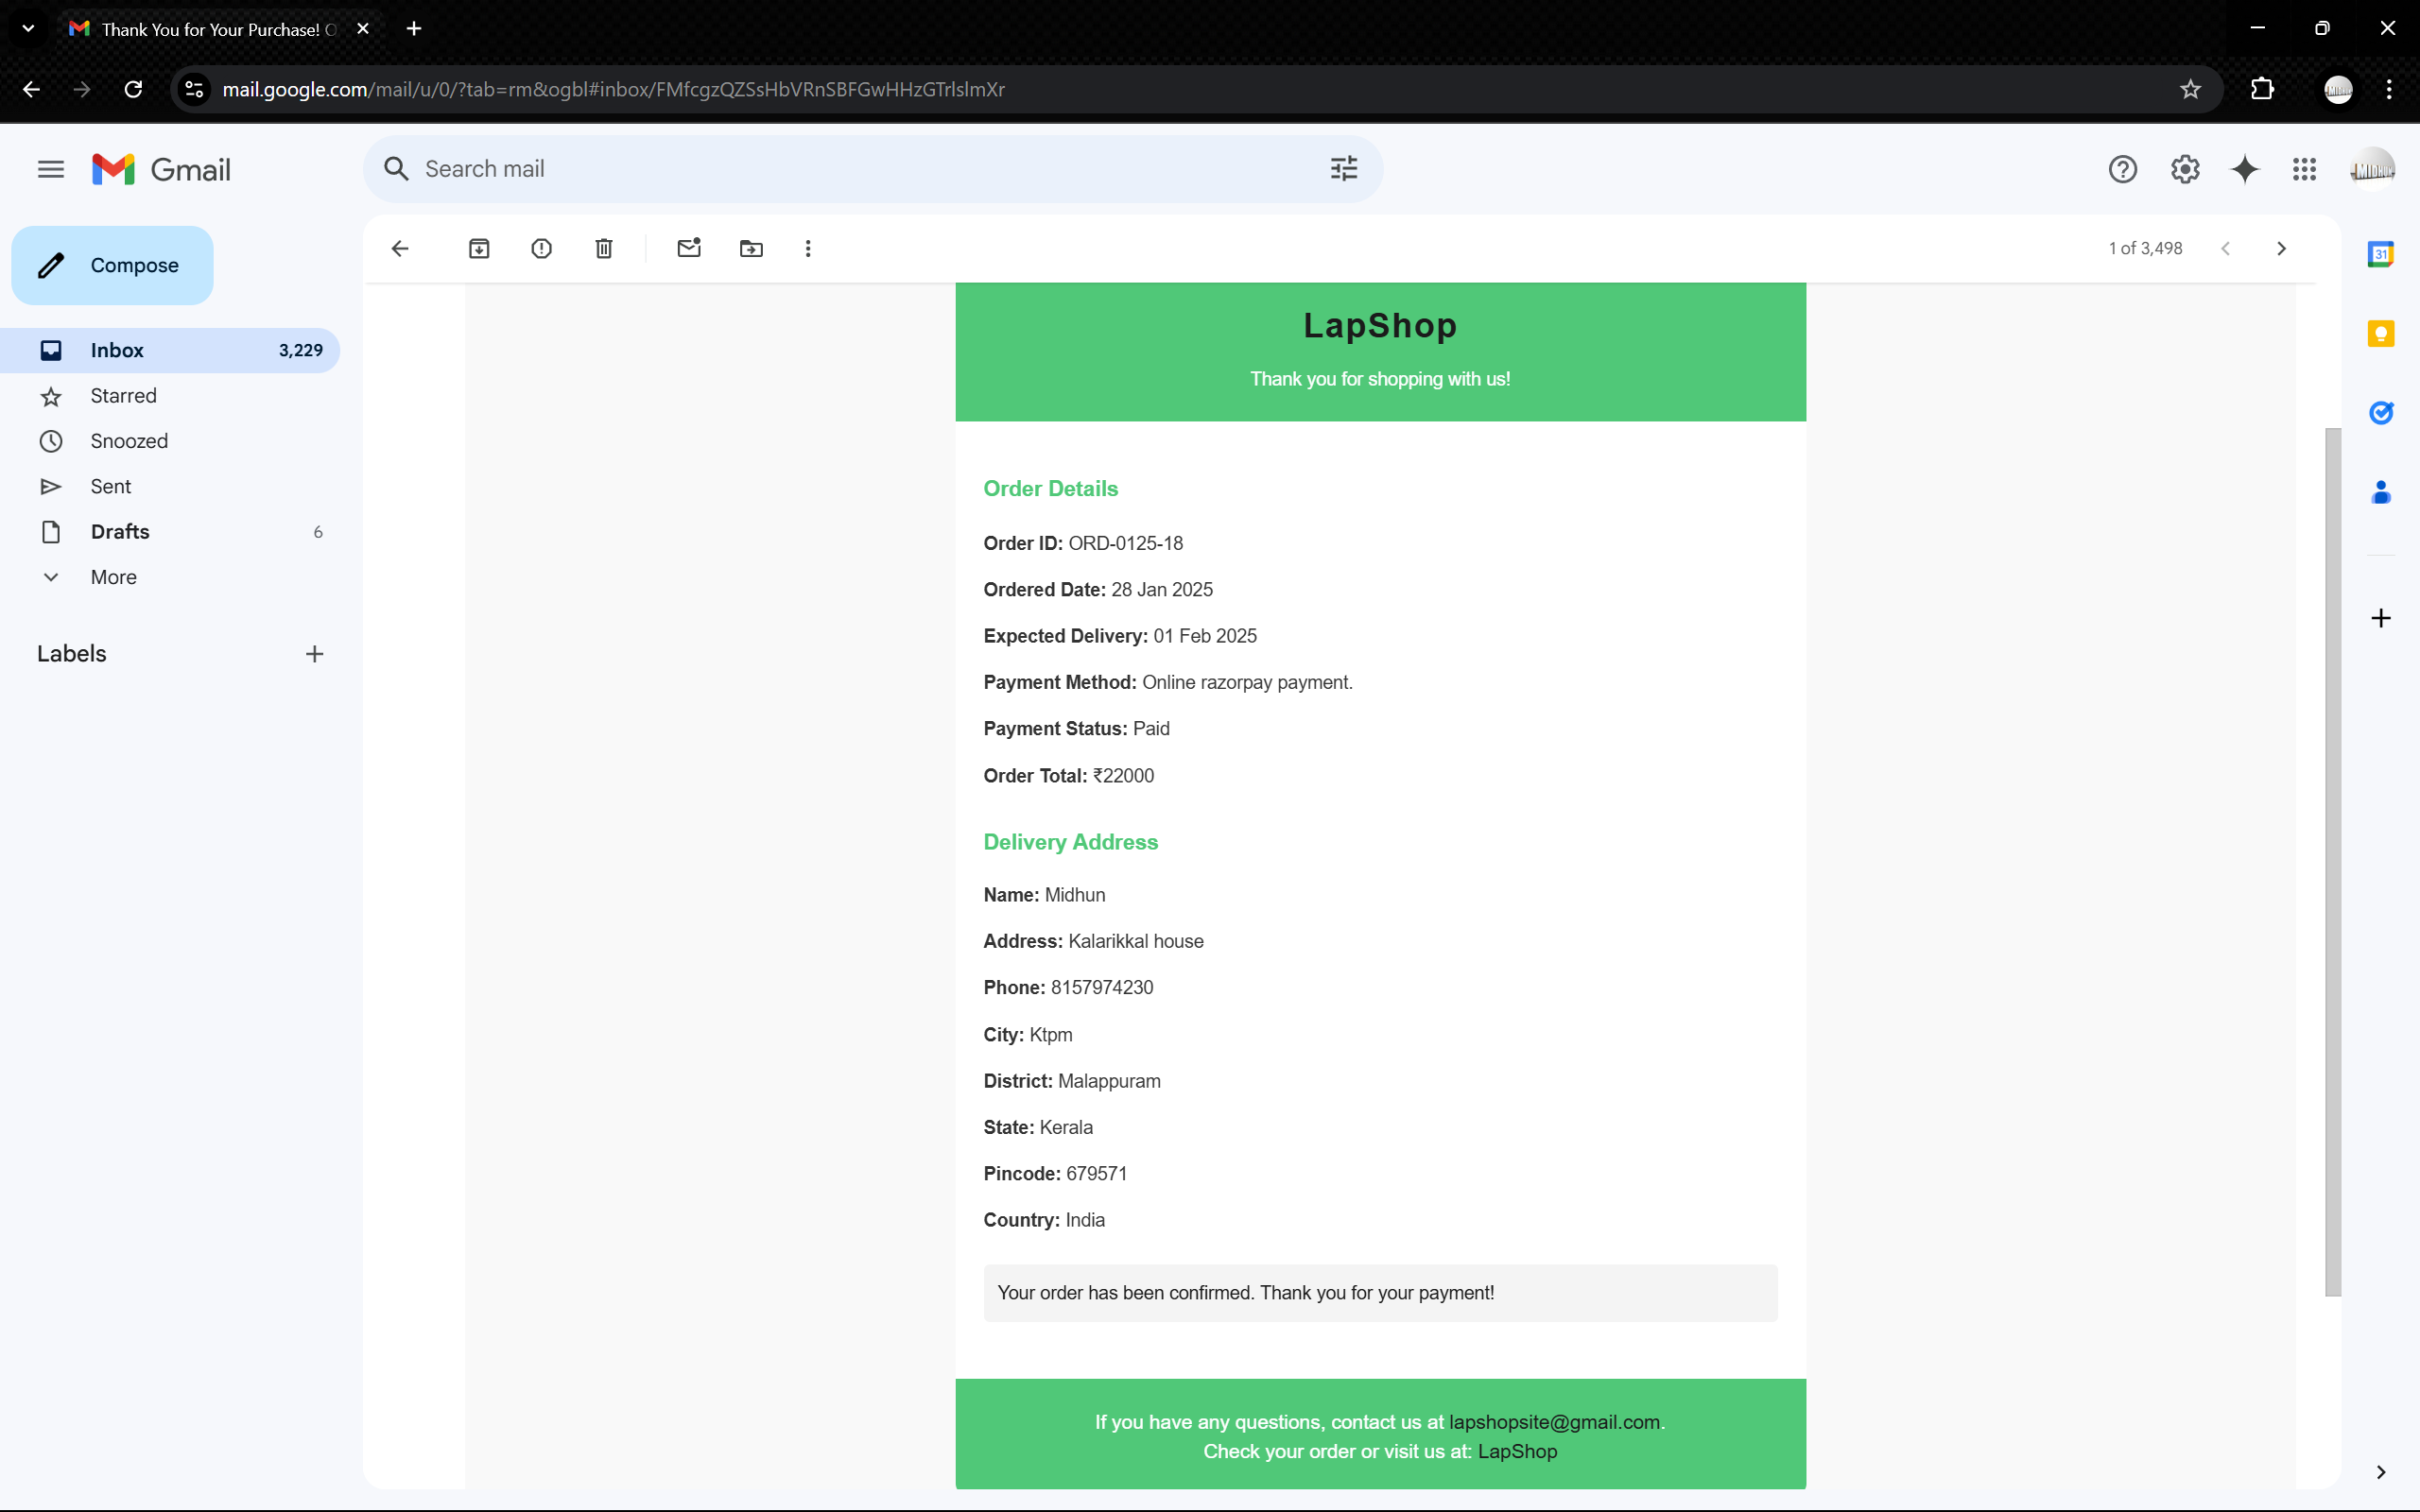 Thank You for Your Purchase!
mail.google.com/mail/u/0/?tab=rm&ogbl#inbox/FMfcgzQZSsHbVRnSBFGwHHzGTrlslmXr
Gmail
Search mail
Compose
1 of 3,498
Inbox 3,229
Starred
Snoozed
Sent
Drafts 6
More
Labels
31
MIDHUN
LapShop
Thank you for shopping with us!
Order Details
Order ID: ORD-0125-18
Ordered Date: 28 Jan 2025
Expected Delivery: 01 Feb 2025
Payment Method: Online razorpay payment.
Payment Status: Paid
Order Total: ₹22000
Delivery Address
Name: Midhun
Address: Kalarikkal house
Phone: 8157974230
City: Ktpm
District: Malappuram
State: Kerala
Pincode: 679571
Country: India
Your order has been confirmed. Thank you for your payment!
If you have any questions, contact us at lapshopsite@gmail.com.
Check your order or visit us at: LapShop